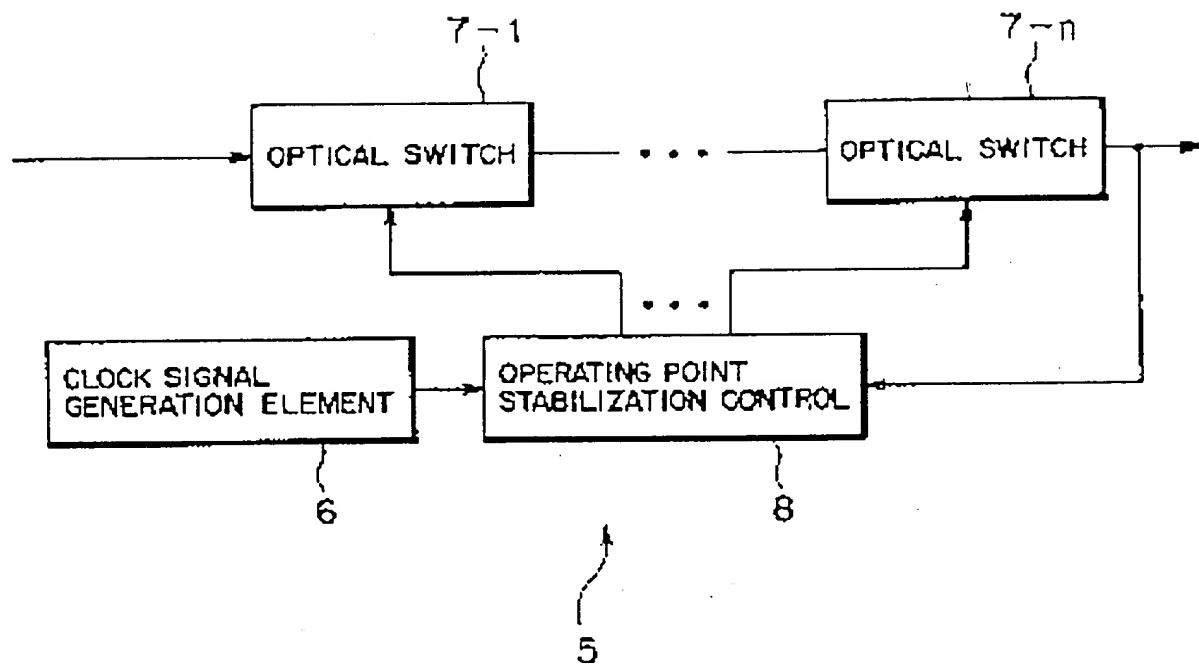 7-1
7-n
OPTICAL SWITCH
• • •
OPTICAL SWITCH
• • •
CLOCK SIGNAL
GENERATION ELEMENT
OPERATING POINT
STABILIZATION CONTROL
6
8
5